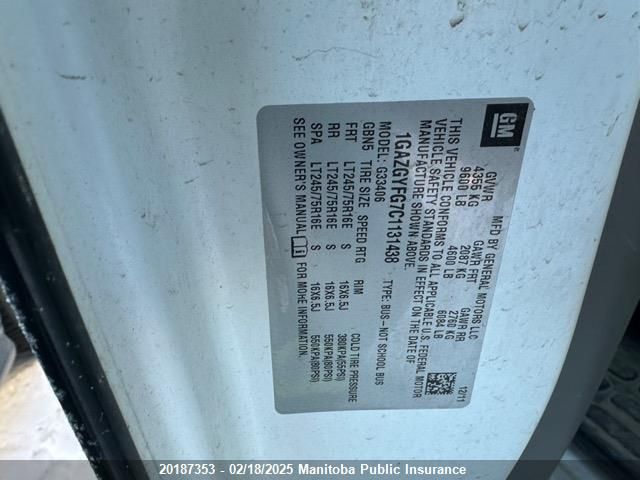 GM
MFD BY GENERAL MOTORS LLC
GVWR GAWR FRT GAWR RR
4355 KG 2087 KG 2760 KG
9600 LB 4600 LB 6084 LB
12/11
THIS VEHICLE CONFORMS TO ALL APPLICABLE U.S. FEDERAL MOTOR
VEHICLE SAFETY STANDARDS IN EFFECT ON THE DATE OF
MANUFACTURE SHOWN ABOVE.
1GAZGYFG7C1131438
TYPE: BUS-NOT SCHOOL BUS
MODEL: G33406
GBN5 TIRE SIZE SPEED RTG RIM COLD TIRE PRESSURE
FRT LT245/75R16E S 16X6.5J 380KPA(55PSI)
RR LT245/75R16E S 16X6.5J 550KPA(80PSI)
SPA LT245/75R16E S 16X6.5J 550KPA(80PSI)
SEE OWNER'S MANUAL FOR MORE INFORMATION.
20187353 - 02/18/2025 Manitoba Public Insurance